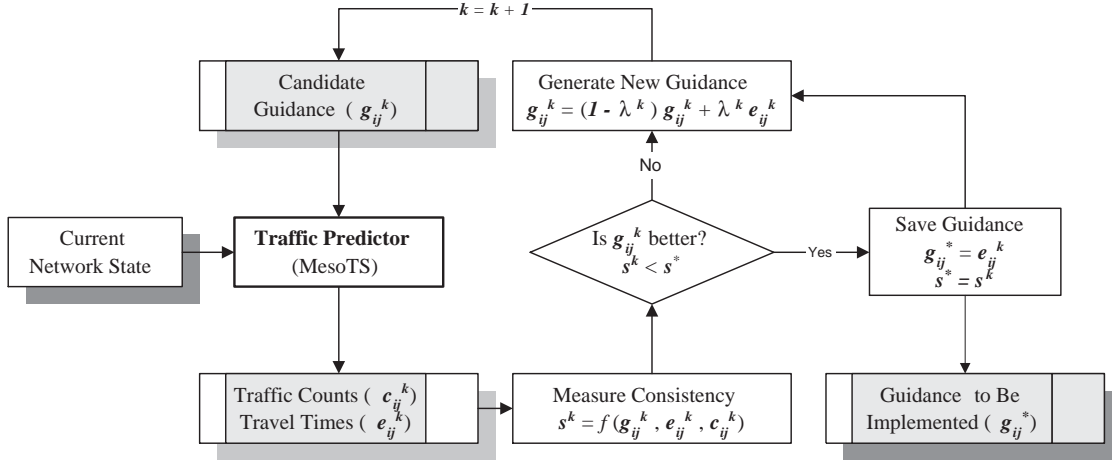 k = k + 1
Candidate
Guidance ( g_ij^k )
Generate New Guidance
g_ij^k = (1 - λ^k ) g_ij^k + λ^k e_ij^k
No
Current
Network State
Traffic Predictor
(MesoTS)
Is g_ij^k better?
s^k < s^*
Yes
Save Guidance
g_ij^* = e_ij^k
s^* = s^k
Traffic Counts ( c_ij^k )
Travel Times ( e_ij^k )
Measure Consistency
s^k = f (g_ij^k , e_ij^k , c_ij^k )
Guidance to Be
Implemented ( g_ij^* )